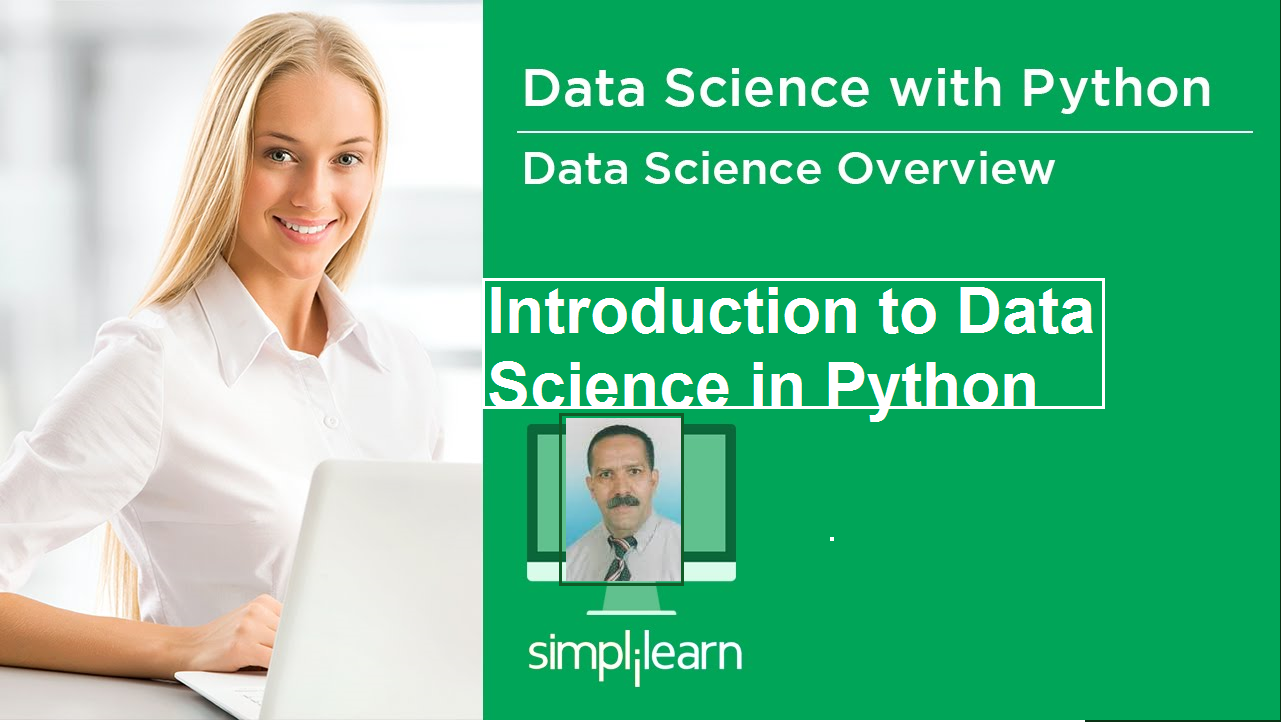 Data Science with Python
Data Science Overview
Introduction to Data
Science in Python
simplilearn